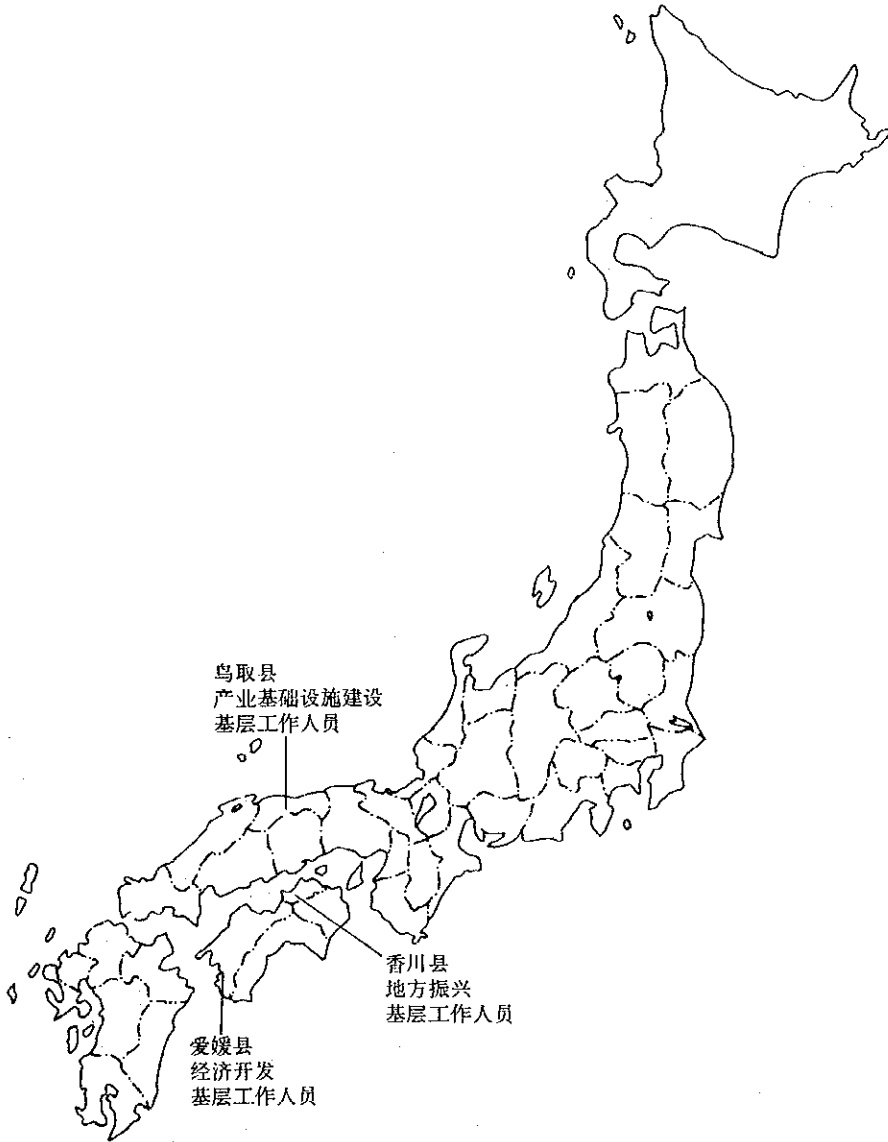 鸟取县
产业基础设施建设
基层工作人员
香川县
地方振兴
基层工作人员
爱媛县
经济开发
基层工作人员